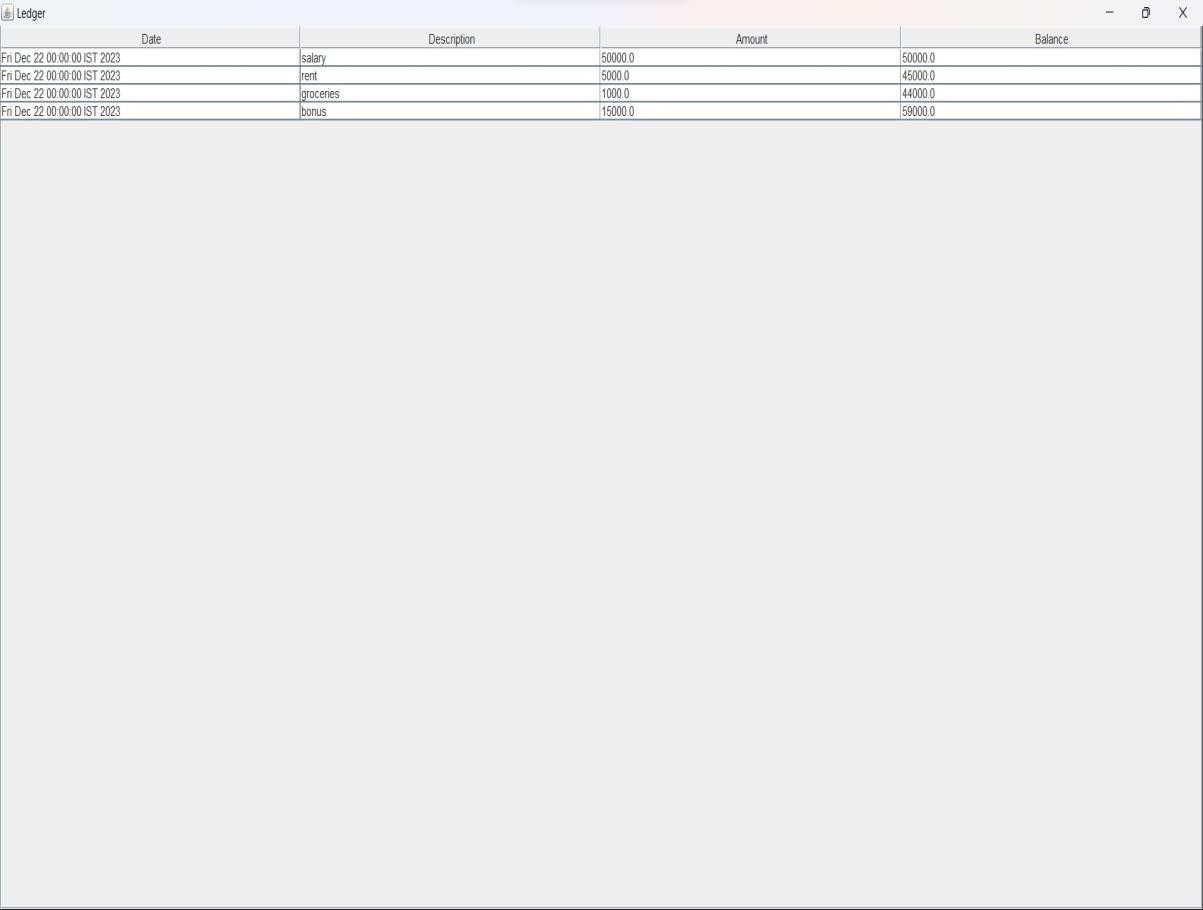 Ledger
Date Description Amount Balance
Fri Dec 22 00:00:00 IST 2023 salary 50000.0 50000.0
Fri Dec 22 00:00:00 IST 2023 rent 5000.0 45000.0
Fri Dec 22 00:00:00 IST 2023 groceries 1000.0 44000.0
Fri Dec 22 00:00:00 IST 2023 bonus 15000.0 59000.0